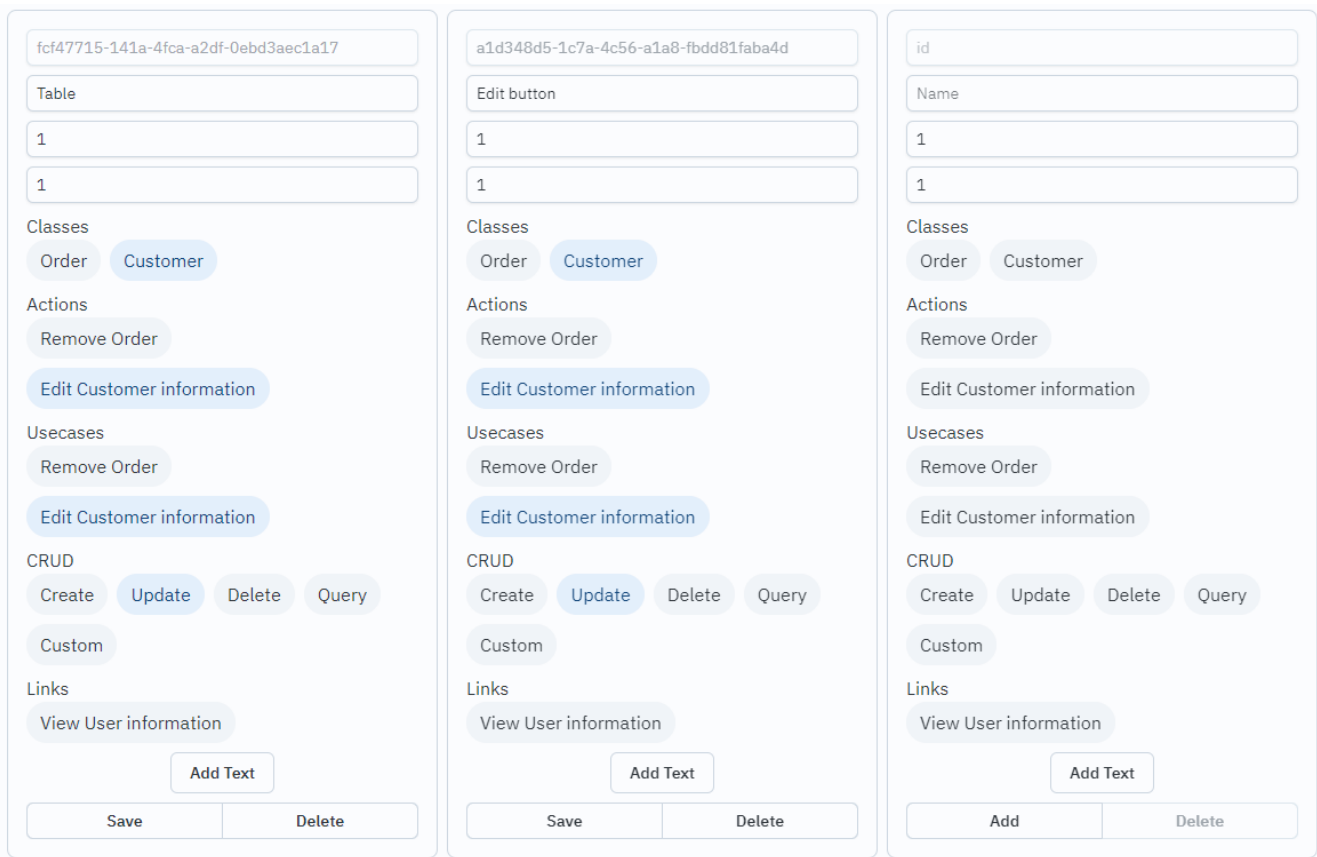 fcf47715-141a-4fca-a2df-0ebd3aec1a17
Table
1
1
Classes
Order Customer
Actions
Remove Order
Edit Customer information
Usecases
Remove Order
Edit Customer information
CRUD
Create Update Delete Query
Custom
Links
View User information
Add Text
Save Delete
a1d348d5-1c7a-4c56-a1a8-fbdd81faba4d
Edit button
1
1
Classes
Order Customer
Actions
Remove Order
Edit Customer information
Usecases
Remove Order
Edit Customer information
CRUD
Create Update Delete Query
Custom
Links
View User information
Add Text
Save Delete
id
Name
1
1
Classes
Order Customer
Actions
Remove Order
Edit Customer information
Usecases
Remove Order
Edit Customer information
CRUD
Create Update Delete Query
Custom
Links
View User information
Add Text
Add Delete